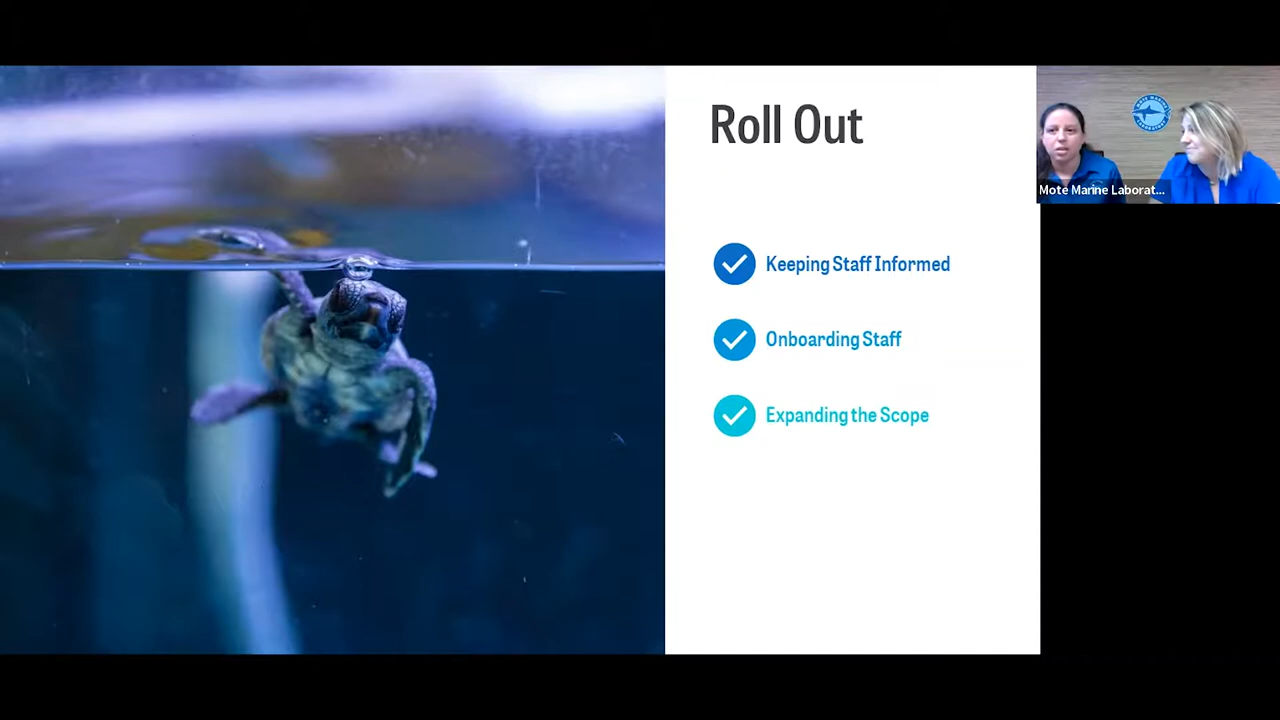 Roll Out
Mote Marine Laborat...
Keeping Staff Informed
Onboarding Staff
Expanding the Scope